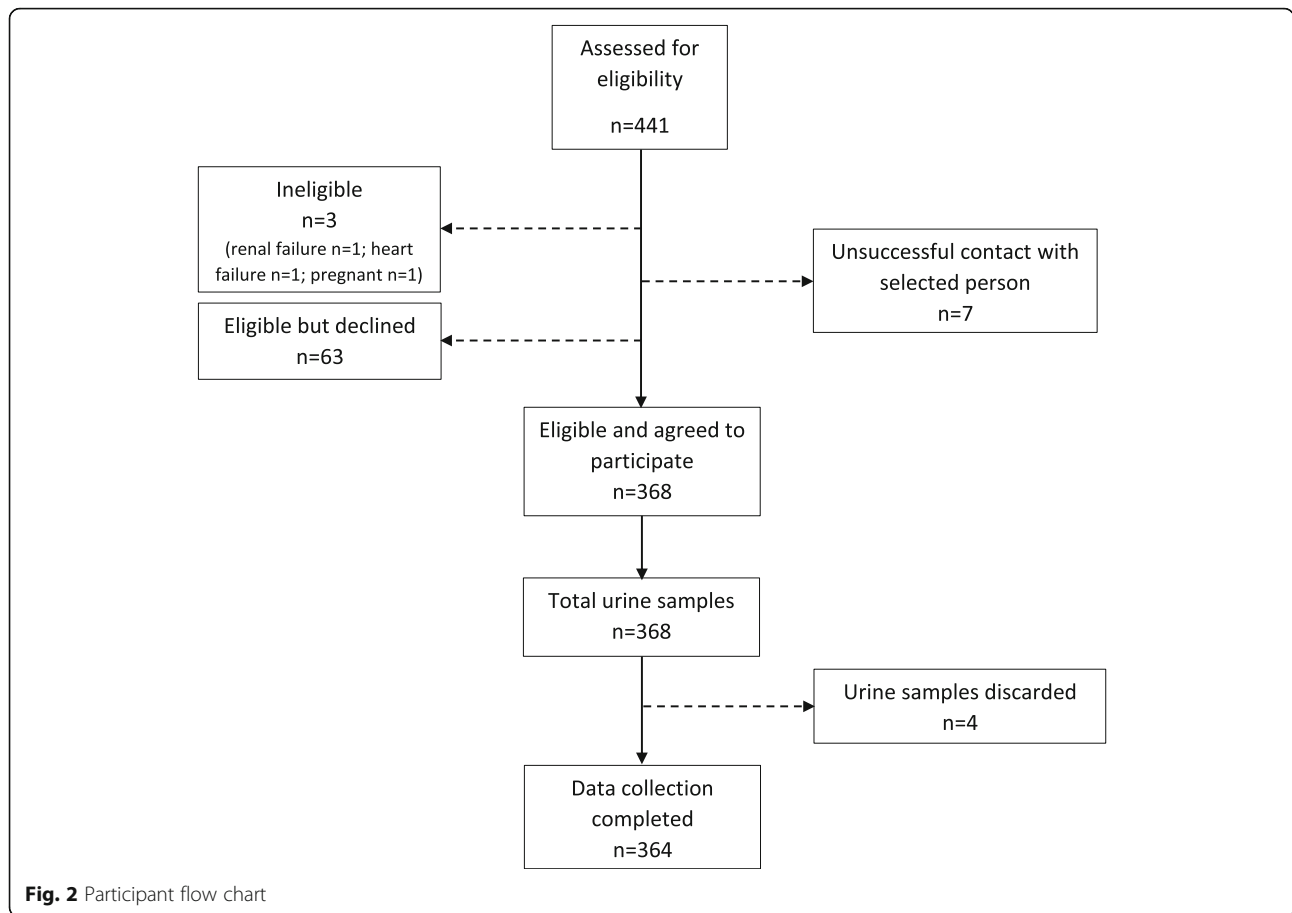 Assessed for
eligibility
n=441
Ineligible
n=3
(renal failure n=1; heart
failure n=1; pregnant n=1)
Unsuccessful contact with
selected person
n=7
Eligible but declined
n=63
Eligible and agreed to
participate
n=368
Total urine samples
n=368
Urine samples discarded
n=4
Data collection
completed
n=364
Fig. 2 Participant flow chart